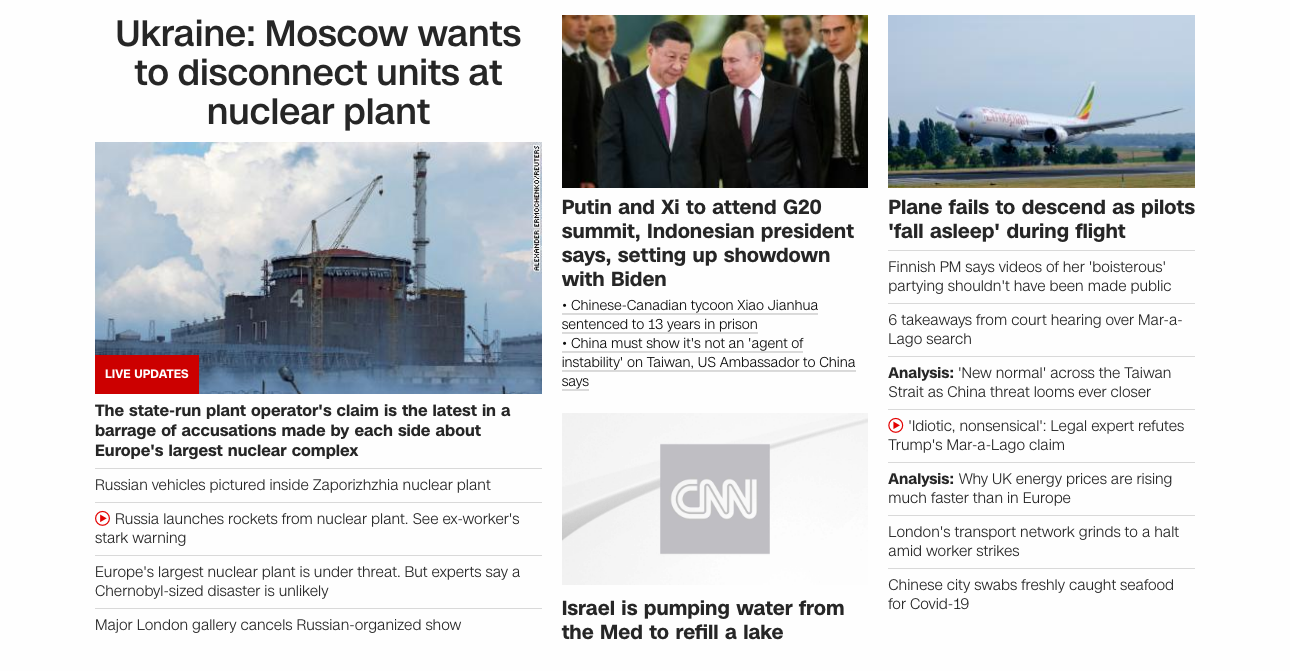 Ukraine: Moscow wants
to disconnect units at
nuclear plant
ALEXANDER ERMOCHENKO/REUTERS
4
LIVE UPDATES
The state-run plant operator's claim is the latest in a
barrage of accusations made by each side about
Europe's largest nuclear complex
Russian vehicles pictured inside Zaporizhzhia nuclear plant
Russia launches rockets from nuclear plant. See ex-worker's
stark warning
Europe's largest nuclear plant is under threat. But experts say a
Chernobyl-sized disaster is unlikely
Major London gallery cancels Russian-organized show
Putin and Xi to attend G20
summit, Indonesian president
says, setting up showdown
with Biden
• Chinese-Canadian tycoon Xiao Jianhua
sentenced to 13 years in prison
• China must show it's not an 'agent of
instability' on Taiwan, US Ambassador to China
says
CNN
Israel is pumping water from
the Med to refill a lake
Ethiopian
Plane fails to descend as pilots
'fall asleep' during flight
Finnish PM says videos of her 'boisterous'
partying shouldn't have been made public
6 takeaways from court hearing over Mar-a-
Lago search
Analysis: 'New normal' across the Taiwan
Strait as China threat looms ever closer
'Idiotic, nonsensical': Legal expert refutes
Trump's Mar-a-Lago claim
Analysis: Why UK energy prices are rising
much faster than in Europe
London's transport network grinds to a halt
amid worker strikes
Chinese city swabs freshly caught seafood
for Covid-19